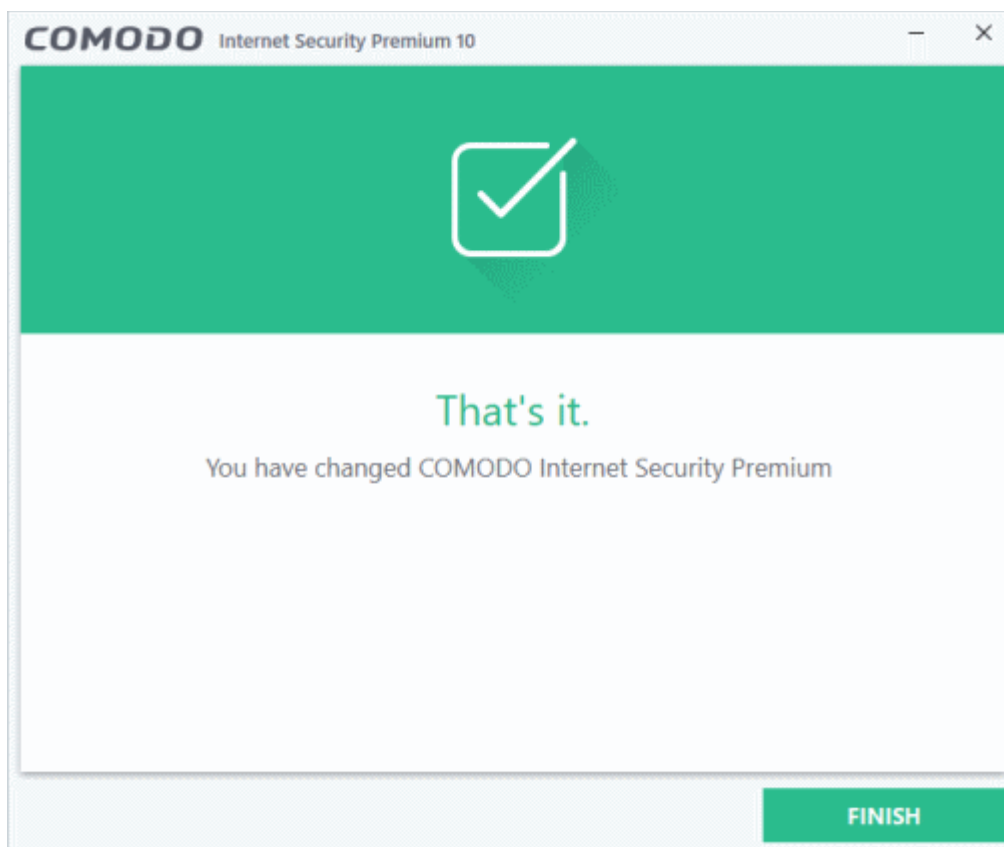 COMODO Internet Security Premium 10
That's it.
You have changed COMODO Internet Security Premium
FINISH